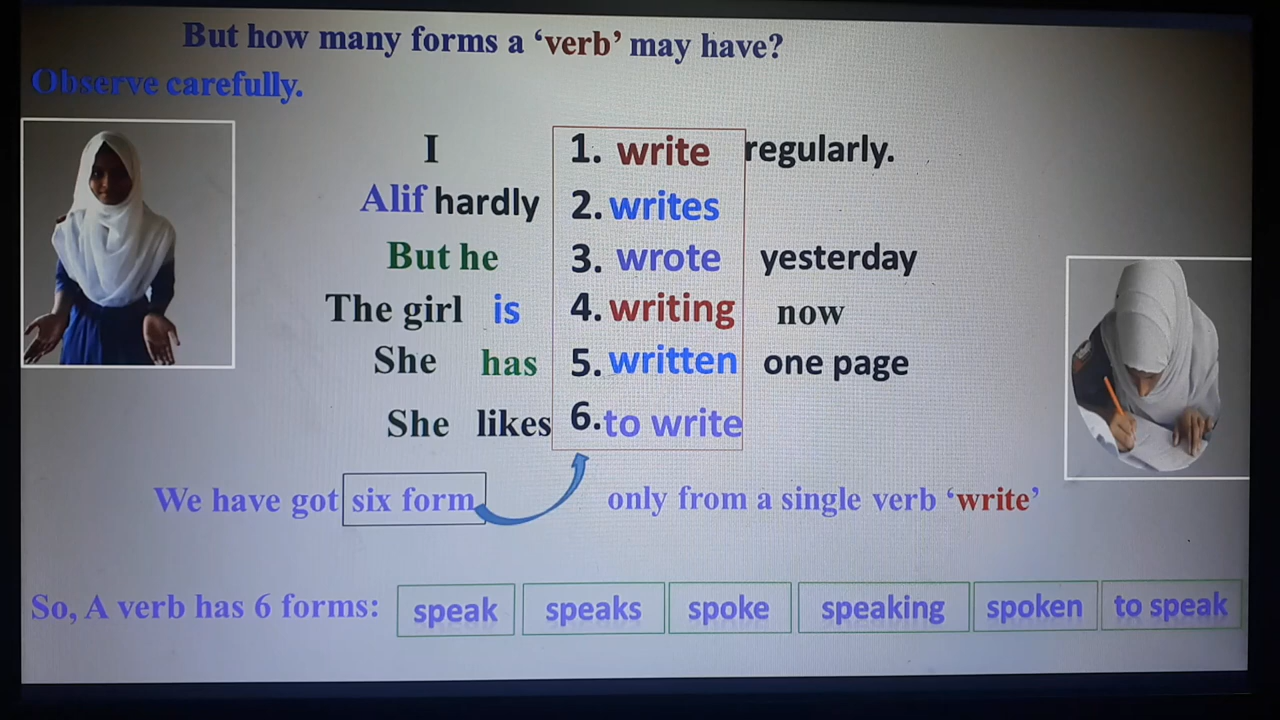 But how many forms a ‘verb’ may have?
Observe carefully.
I 1. write regularly.
Alif hardly 2. writes
But he 3. wrote yesterday
The girl is 4. writing now
She has 5. written one page
She likes 6. to write
We have got six form only from a single verb ‘write’
So, A verb has 6 forms: speak speaks spoke speaking spoken to speak